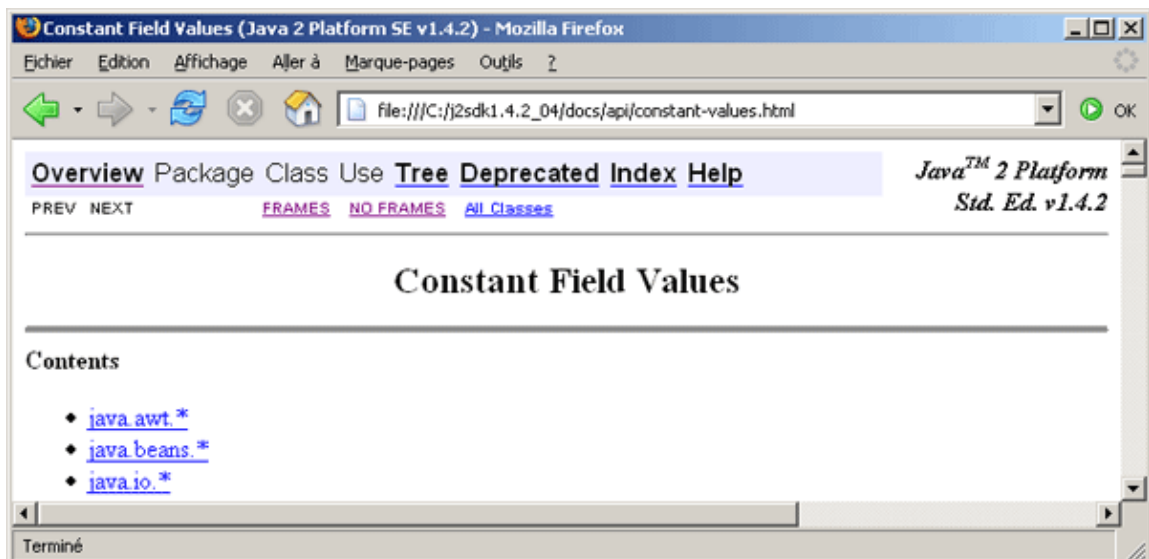 Constant Field Values (Java 2 Platform SE v1.4.2) - Mozilla Firefox
Fichier Edition Affichage Aller à Marque-pages Outils ?
file:///C:/j2sdk1.4.2_04/docs/api/constant-values.html OK
Overview Package Class Use Tree Deprecated Index Help
Java™ 2 Platform
Std. Ed. v1.4.2
PREV NEXT FRAMES NO FRAMES All Classes
Constant Field Values
Contents
java.awt.*
java.beans.*
java.io.*
Terminé